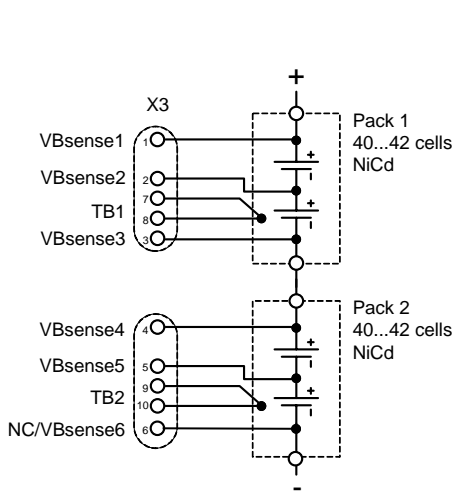 +
X3
Pack 1
40...42 cells
NiCd
VBsense1
1
+
VBsense2
2
7
+
TB1
8
VBsense3
3
Pack 2
40...42 cells
NiCd
VBsense4
4
+
VBsense5
5
9
+
TB2
10
NC/VBsense6
6
-